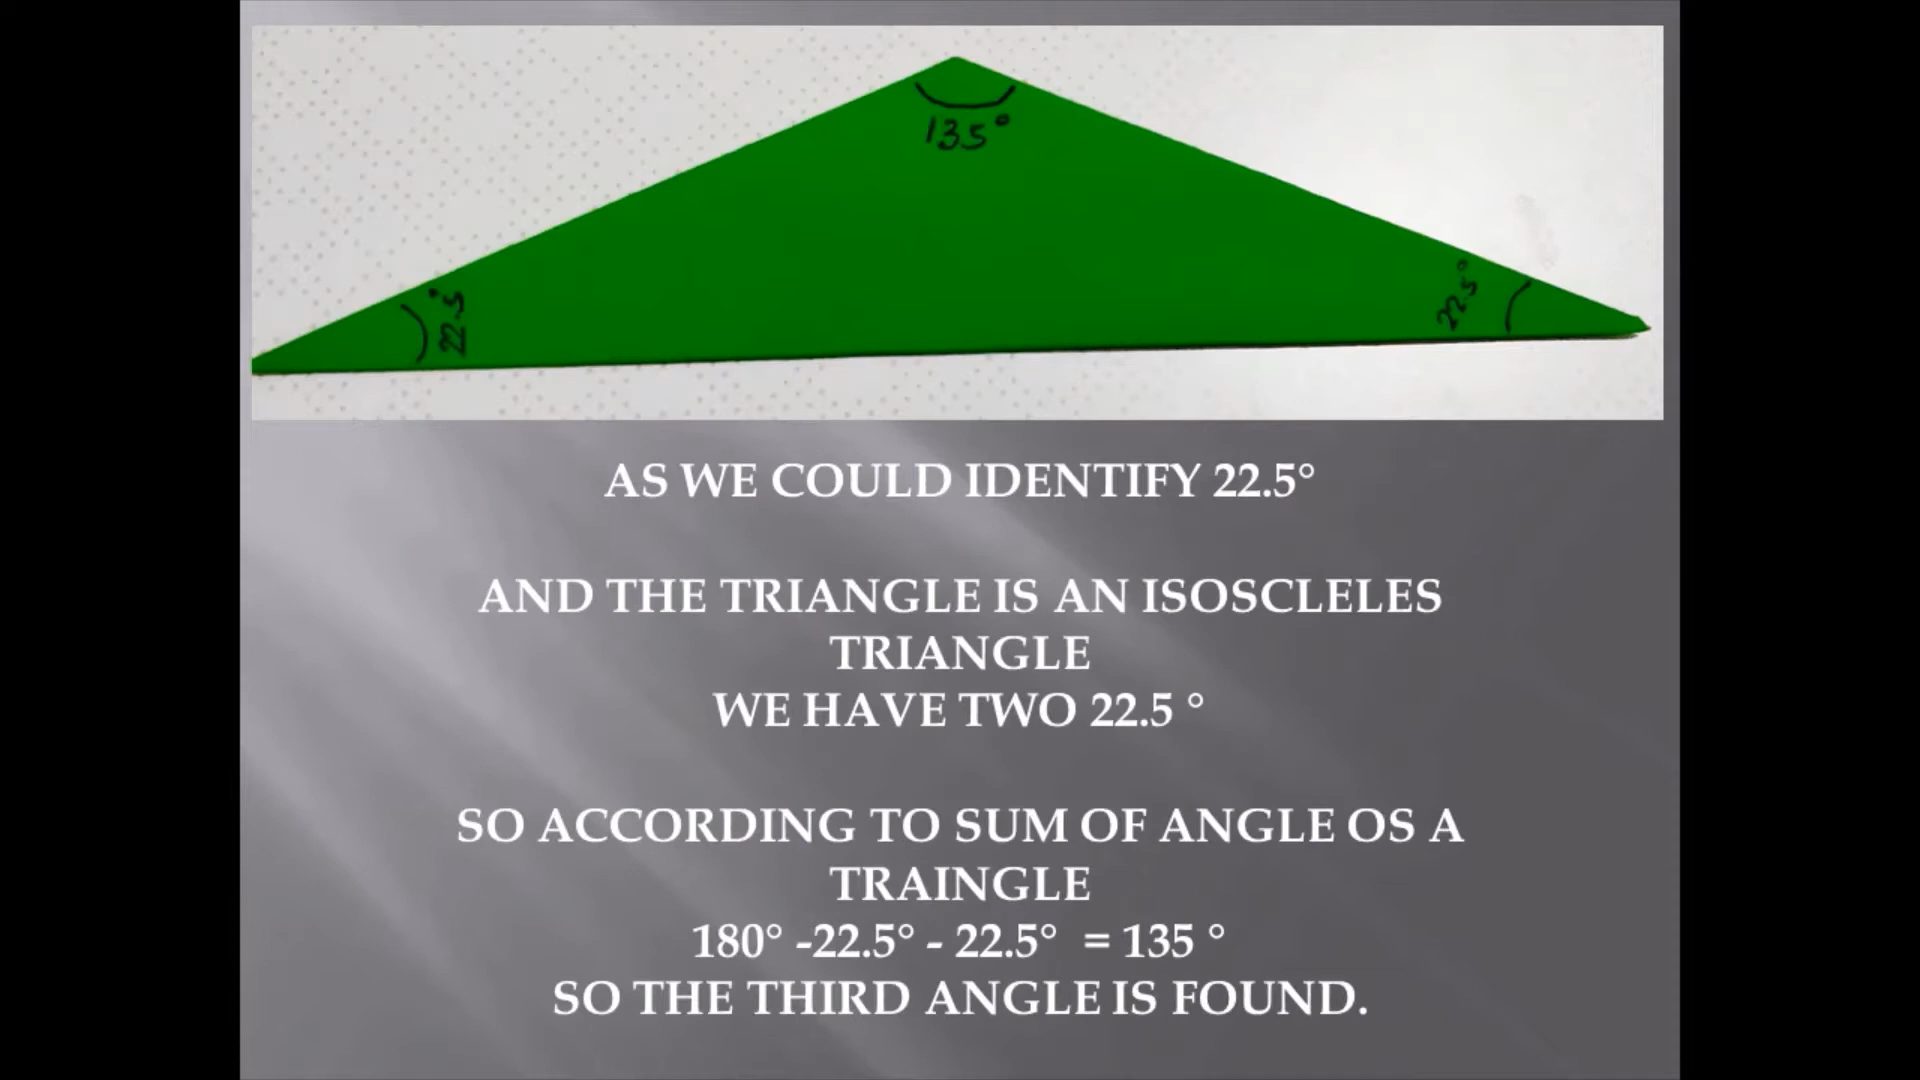 135°
22.5°
22.5°
AS WE COULD IDENTIFY 22.5°
AND THE TRIANGLE IS AN ISOSCLELES
TRIANGLE
WE HAVE TWO 22.5 °
SO ACCORDING TO SUM OF ANGLE OS A
TRAINGLE
180° -22.5° - 22.5°  = 135 °
SO THE THIRD ANGLE IS FOUND.